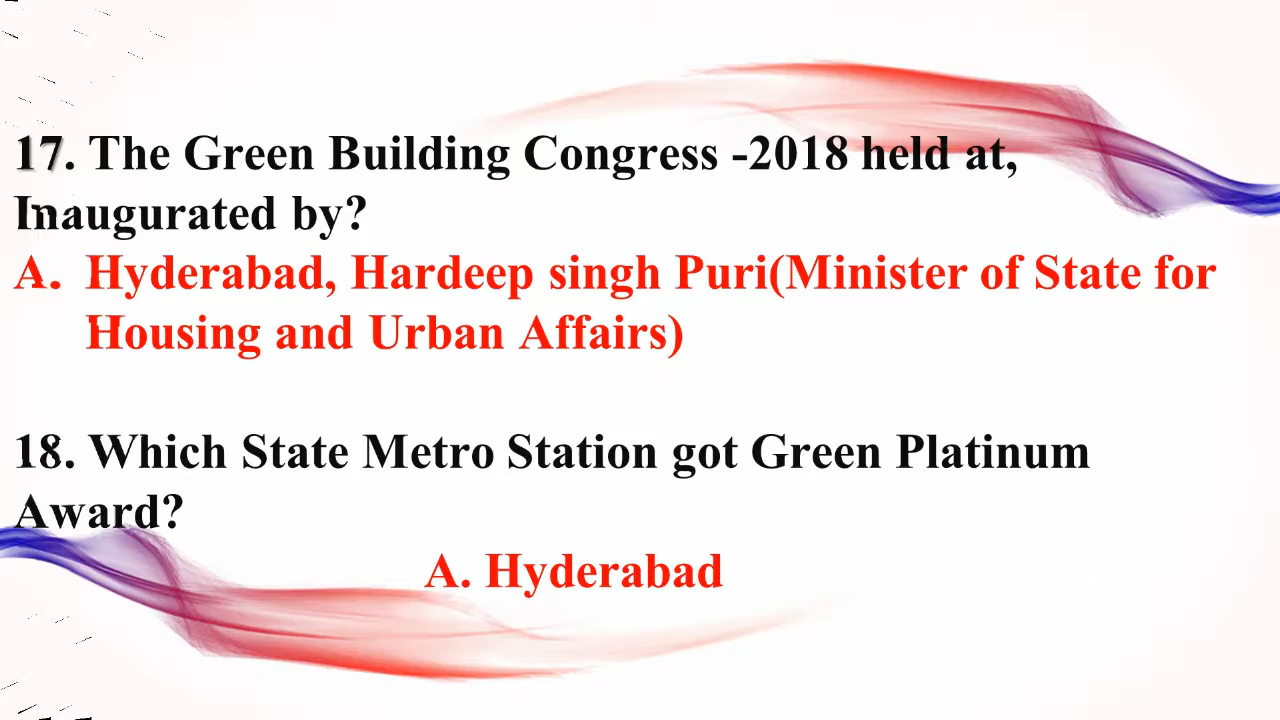 17. The Green Building Congress -2018 held at,
Inaugurated by?
A. Hyderabad, Hardeep singh Puri(Minister of State for
Housing and Urban Affairs)
18. Which State Metro Station got Green Platinum
Award?
A. Hyderabad